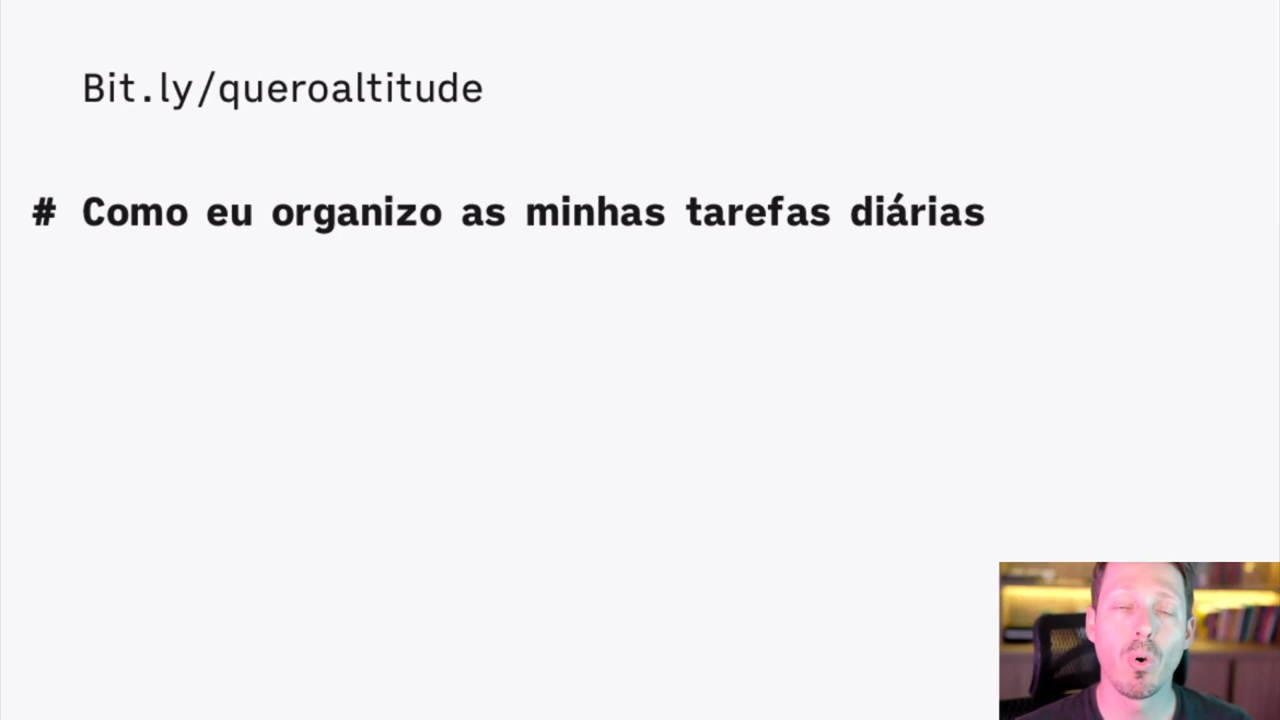 Bit.ly/queroaltitude
# Como eu organizo as minhas tarefas diárias